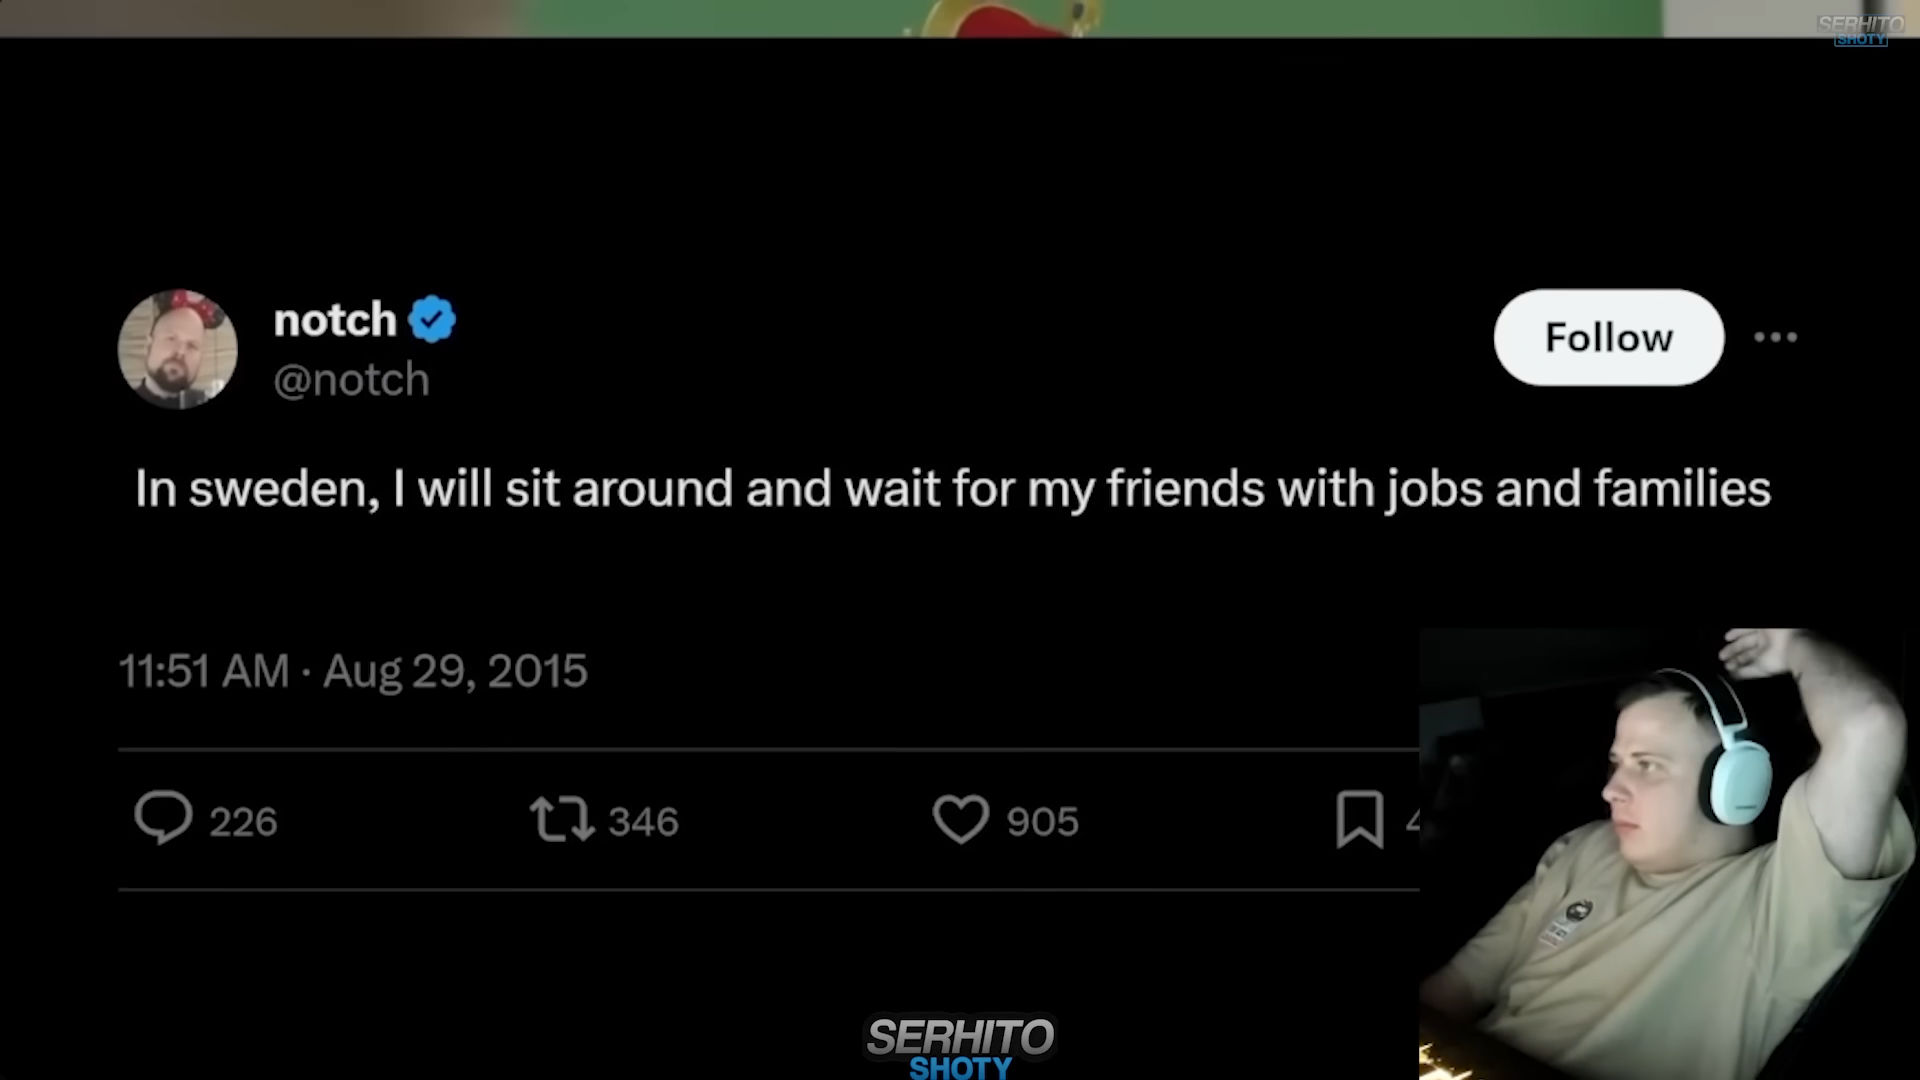 SERHITO
SHOTY
notch
@notch
Follow
In sweden, I will sit around and wait for my friends with jobs and families
11:51 AM · Aug 29, 2015
226
346
905
4
SERHITO
SHOTY